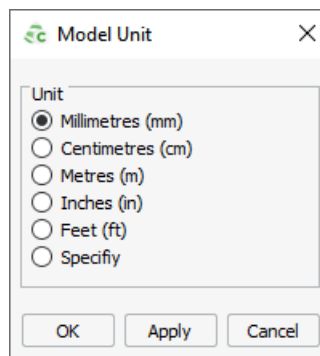 Model Unit
Unit
Millimetres (mm)
Centimetres (cm)
Metres (m)
Inches (in)
Feet (ft)
Specifiy
OK Apply Cancel